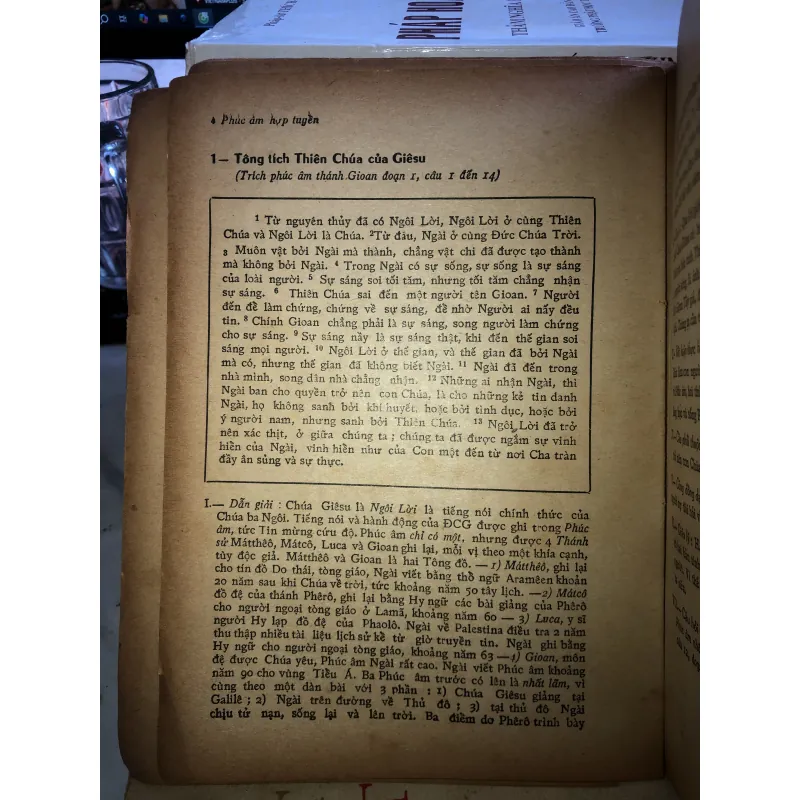 PHÁP
4 Phúc âm hợp tuyển
1— Tông tích Thiên Chúa của Giêsu
(Trích phúc âm thánh Gioan đoạn 1, câu 1 đến 14)
1 Từ nguyên thủy đã có Ngôi Lời, Ngôi Lời ở cùng Thiên
Chúa và Ngôi Lời là Chúa. 2Từ đầu, Ngài ở cùng Đức Chúa Trời.
3 Muôn vật bởi Ngài mà thành, chẳng vật chi đã được tạo thành
mà không bởi Ngài. 4 Trong Ngài có sự sống, sự sống là sự sáng
của loài người. 5 Sự sáng soi tối tăm, nhưng tối tăm chẳng nhận
sự sáng. 6 Thiên Chúa sai đến một người tên Gioan. 7 Người
đến để làm chứng, chứng về sự sáng, để nhờ Người ai nấy đều
tin. 8 Chính Gioan chẳng phải là sự sáng, song người làm chứng
cho sự sáng. 9 Sự sáng nầy là sự sáng thật, khi đến thế gian soi
sáng mọi người. 10 Ngôi Lời ở thế gian, và thế gian đã bởi Ngài
mà có, nhưng thế gian đã không biết Ngài. 11 Ngài đã đến trong
nhà mình, song dân nhà chẳng nhận. 12 Những ai nhận Ngài, thì
Ngài ban cho quyền trở nên con Chúa, là cho những kẻ tin danh
Ngài, họ không sanh bởi khí huyết, hoặc bởi tình dục, hoặc bởi
ý người nam, nhưng sanh bởi Thiên Chúa. 13 Ngôi Lời đã trở
nên xác thịt, ở giữa chúng ta ; chúng ta đã được ngắm sự vinh
hiển của Ngài, vinh hiển như của Con một đến từ nơi Cha tràn
đầy ân sủng và sự thực.
I.— Dẫn giải : Chúa Giêsu là Ngôi Lời là tiếng nói chính thức của
Chúa ba Ngôi. Tiếng nói và hành động của ĐCG được ghi trong Phúc
âm, tức Tin mừng cứu độ. Phúc âm chỉ có một, nhưng được 4 Thánh
sử Mátthêô, Mátcô, Luca và Gioan ghi lại, mỗi vị theo một khía cạnh,
tùy độc giả. Mátthêô và Gioan là hai Tông đồ. — 1) Mátthêô, ghi lại
cho tín đồ Do thái, tòng giáo, Ngài viết bằng thổ ngữ Araméen khoản
20 năm sau khi Chúa về trời, tức khoảng năm 50 tây lịch. —2) Mátcô
đồ đệ của thánh Phêrô, ghi lại bằng Hy ngữ các bài giảng của Phêrô
cho người ngoại tòng giáo ở Lamã, khoảng năm 60 — 3) Luca, y sĩ
người Hy lạp đồ đệ của Phaolô. Ngài về Palestina điều tra 2 năm
thu thập nhiều tài liệu lịch sử kể từ giờ truyền tin. Ngài ghi bằng
Hy ngữ cho người ngoại tòng giáo, khoảng năm 63 —4) Gioan, môn
đệ được Chúa yêu, Phúc âm Ngài rất cao. Ngài viết Phúc âm khoảng
năm 90 cho vùng Tiểu Á. Ba Phúc âm trước có tên là nhất lãm, vì
cùng theo một dàn bài với 3 phần : 1) Chúa Giêsu giảng tại
Galilê ; 2) Ngài trên đường về Thủ đô ; 3) tại thủ đô Ngài
chịu tử nạn, sống lại và lên trời. Ba điểm do Phêrô trình bày